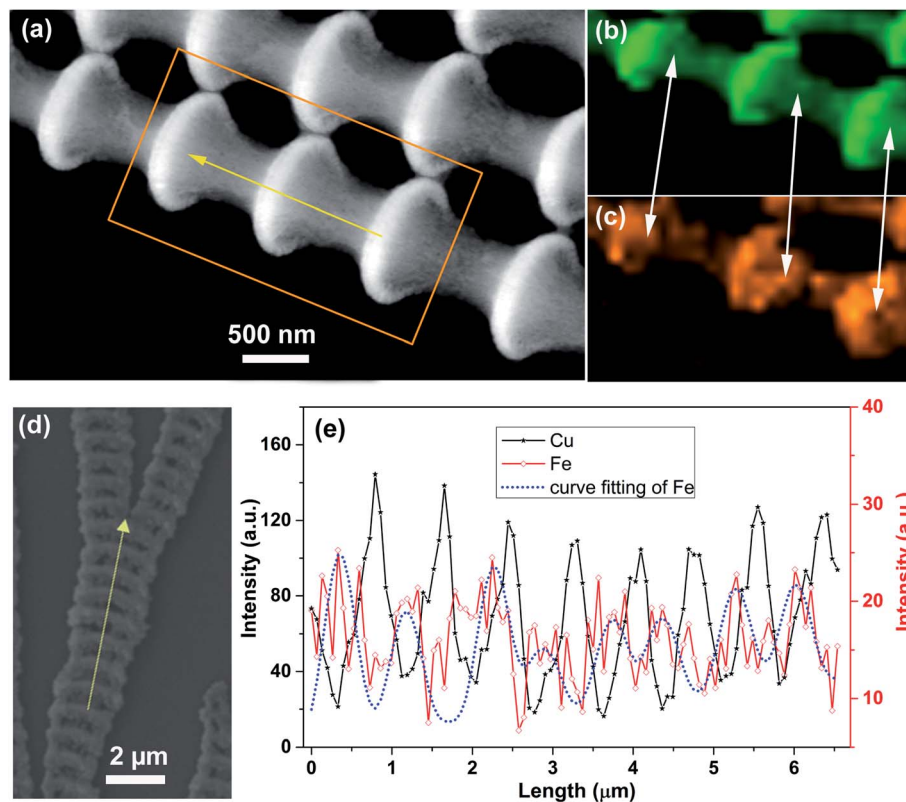 (a)
500 nm
(b)
(c)
(d)
2 μm
(e)
Cu
Fe
curve fitting of Fe
Intensity (a.u.)
160
120
80
40
0
0 1 2 3 4 5 6
Length (μm)
40
30
20
10
Intensity (a.u.)